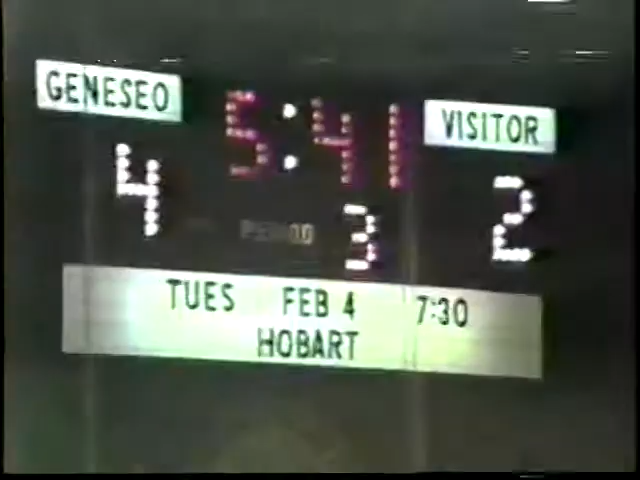 GENESEO
5:41
VISITOR
4
PERIOD 3
2
TUES FEB 4 7:30
HOBART